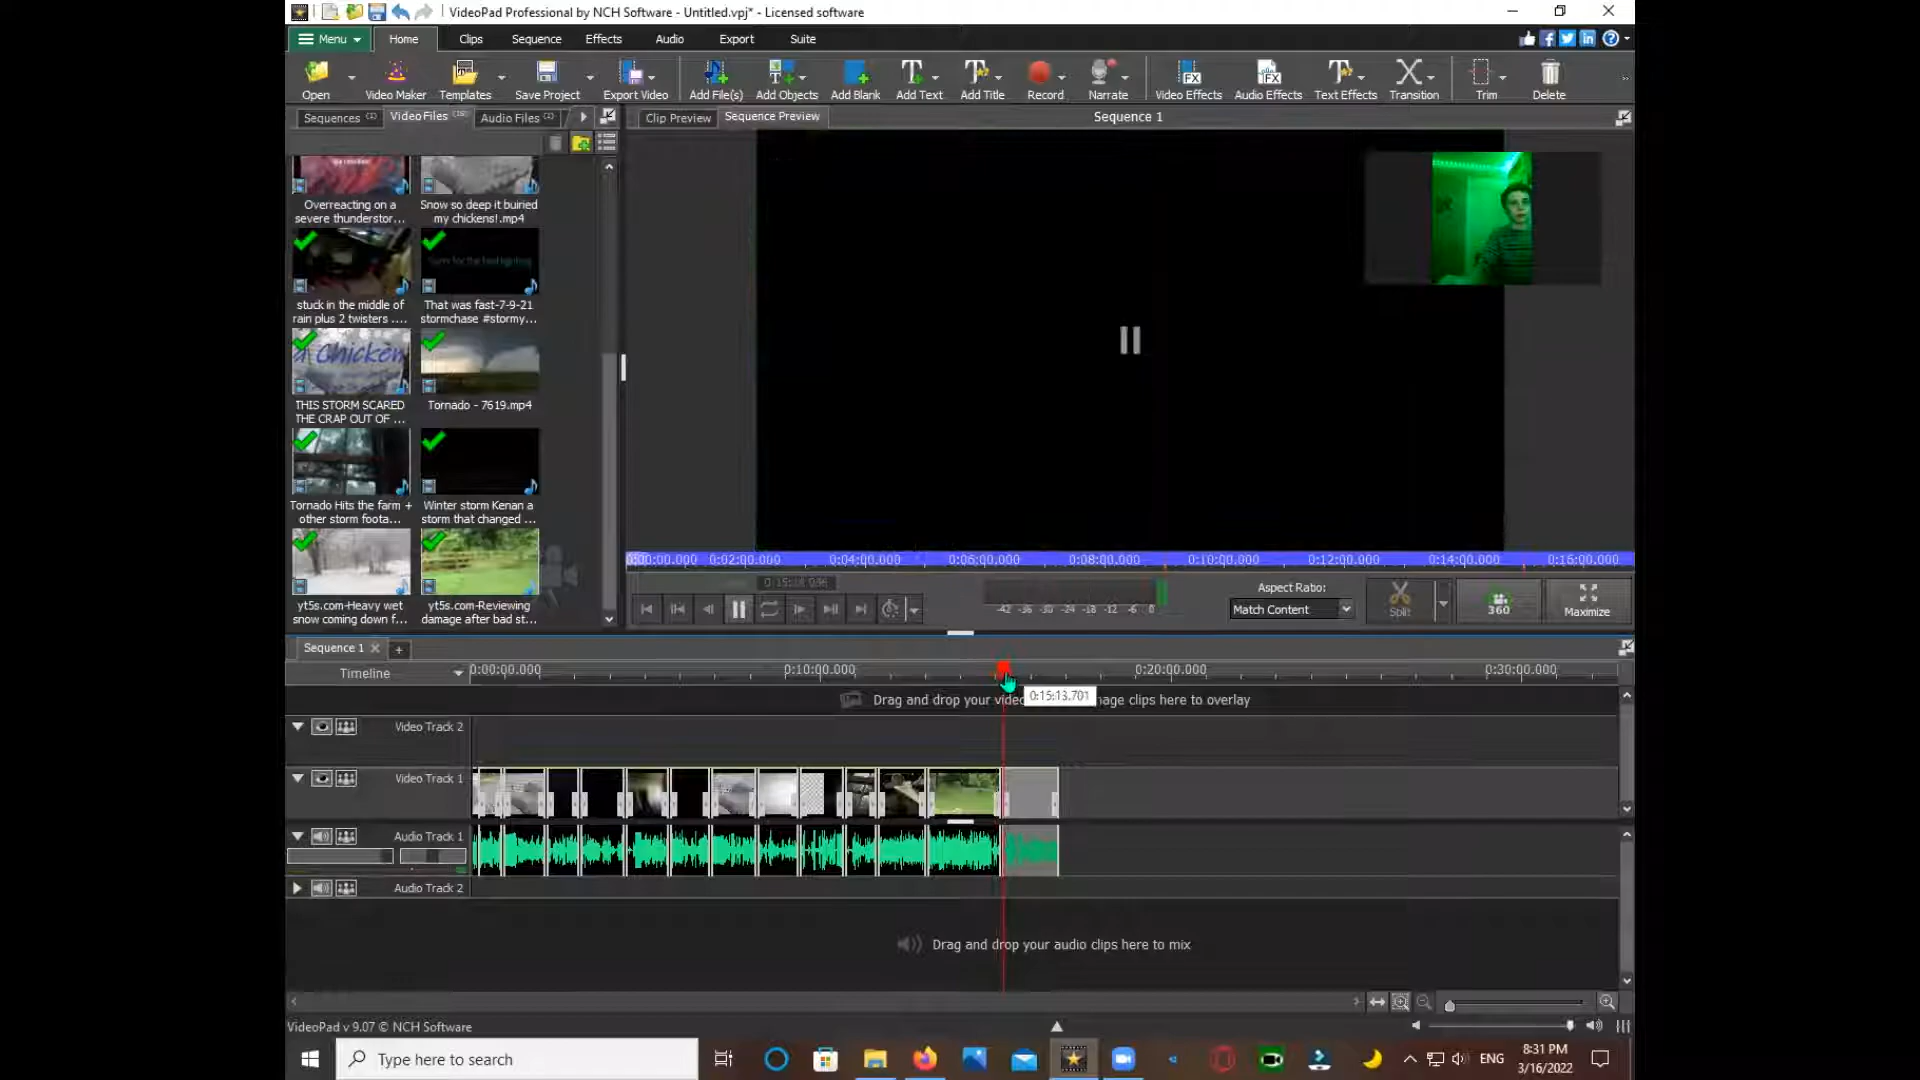 VideoPad Professional by NCH Software - Untitled.vpj* - Licensed software
Menu
Home
Clips
Sequence
Effects
Audio
Export
Suite
Open
Video Maker
Templates
Save Project
Export Video
Add File(s)
Add Objects
Add Blank
Add Text
Add Title
Record
Narrate
Video Effects
Audio Effects
Text Effects
Transition
Trim
Delete
Sequences
Video Files
Audio Files
Clip Preview
Sequence Preview
Sequence 1
Overreacting on a
severe thunderstor...
Snow so deep it buiried
my chickens!.mp4
stuck in the middle of
rain plus 2 twisters ....
That was fast-7-9-21
stormchase #stormy...
THIS STORM SCARED
THE CRAP OUT OF ...
Tornado - 7619.mp4
Tornado Hits the farm +
other storm foota...
Winter storm Kenan a
storm that changed ...
yt5s.com-Heavy wet
snow coming down f...
yt5s.com-Reviewing
damage after bad st...
0:00:00.000
0:02:00.000
0:04:00.000
0:06:00.000
0:08:00.000
0:10:00.000
0:12:00.000
0:14:00.000
0:16:00.000
-42 -36 -30 -24 -18 -12 -6 0
Aspect Ratio:
Match Content
Split
360
Maximize
Sequence 1
Timeline
0:00:00.000
0:10:00.000
0:20:00.000
0:30:00.000
0:15:13.701
Drag and drop your video
mage clips here to overlay
Video Track 2
Video Track 1
Audio Track 1
Audio Track 2
Drag and drop your audio clips here to mix
VideoPad v 9.07 © NCH Software
Type here to search
ENG
8:31 PM
3/16/2022